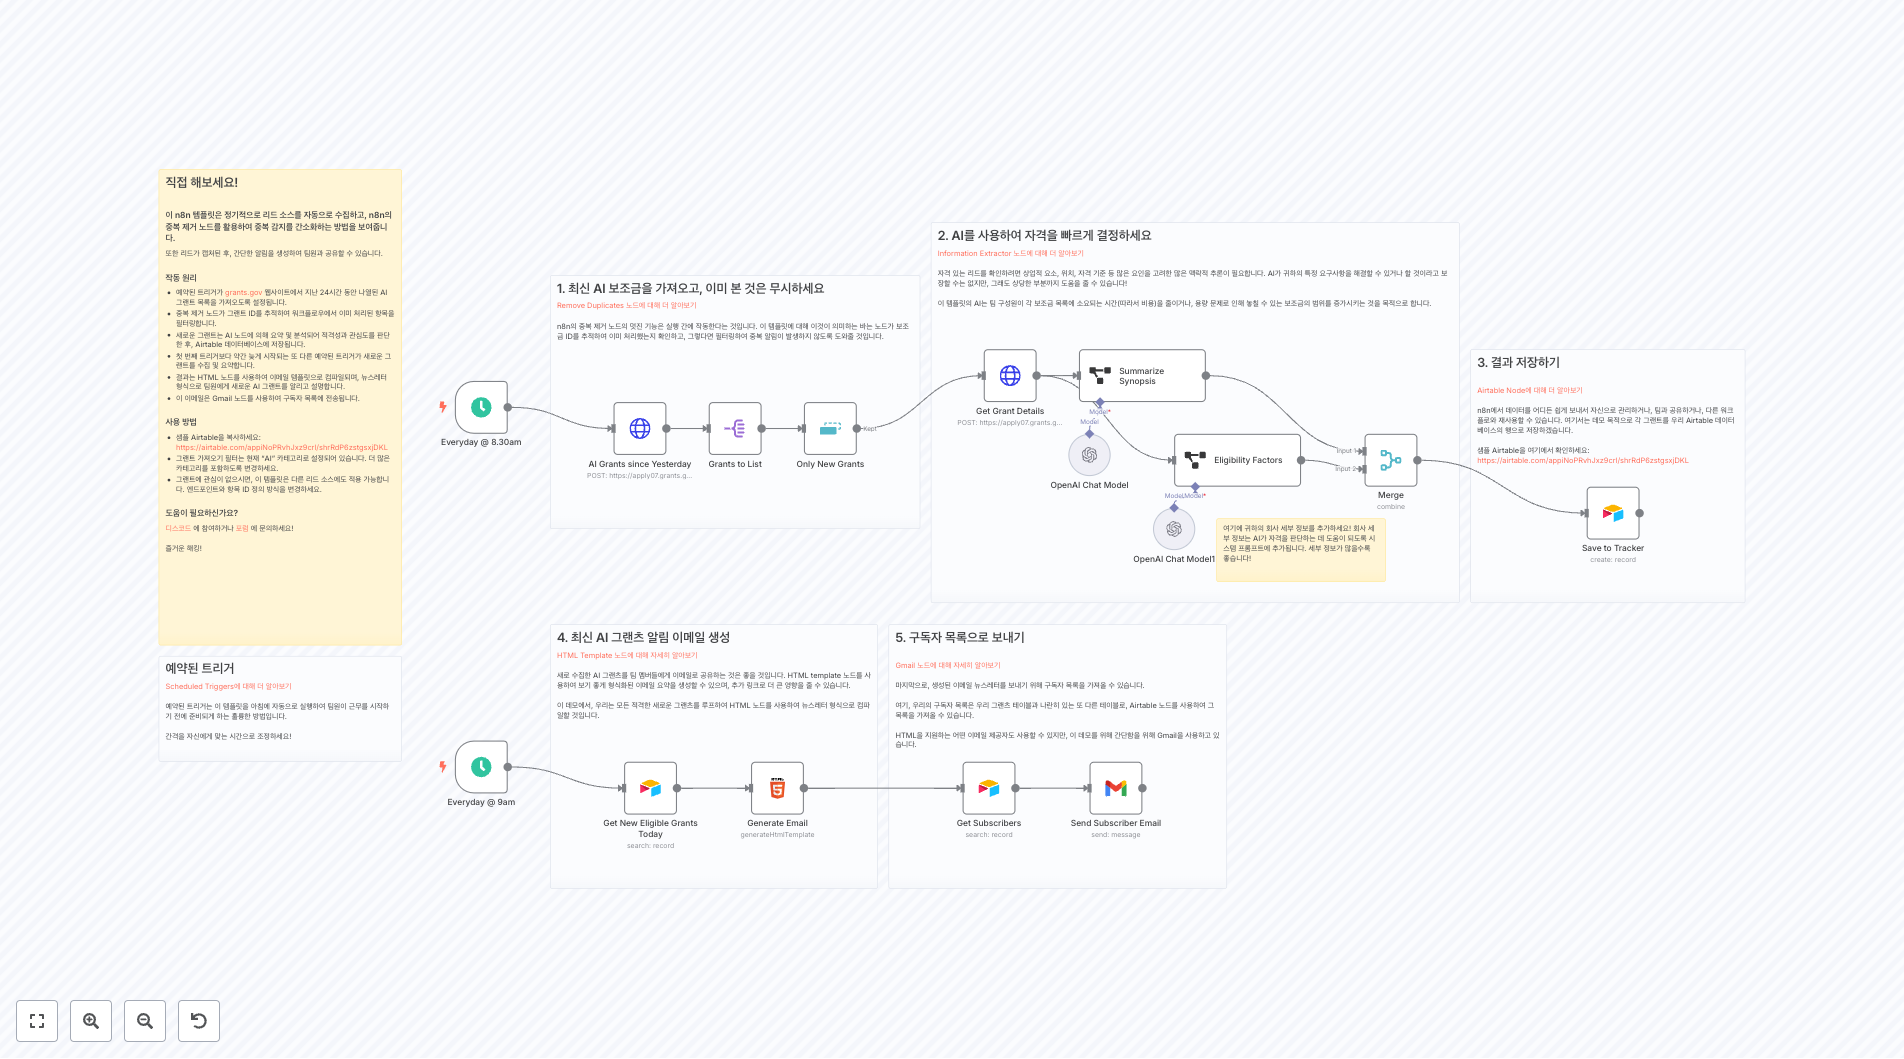 직접 해보세요!
이 n8n 템플릿은 정기적으로 리드 소스를 자동으로 수집하고, n8n의
중복 제거 노드를 활용하여 중복 감지를 간소화하는 방법을 보여줍니
다.
또한 리드가 캡처된 후, 간단한 알림을 생성하여 팀원과 공유할 수 있습니다.
작동 원리
• 예약된 트리거가 grants.gov 웹사이트에서 지난 24시간 동안 나열된 AI
그랜트 목록을 가져오도록 설정됩니다.
• 중복 제거 노드가 그랜트 ID를 추적하여 워크플로우에서 이미 처리된 항목을
필터링합니다.
• 새로운 그랜트는 AI 노드에 의해 요약 및 분석되어 적격성과 관심도를 판단
한 후, Airtable 데이터베이스에 저장됩니다.
• 첫 번째 트리거보다 약간 늦게 시작되는 또 다른 예약된 트리거가 새로운 그
랜트를 수집 및 요약합니다.
• 결과는 HTML 노드를 사용하여 이메일 템플릿으로 컴파일되며, 뉴스레터
형식으로 팀원에게 새로운 AI 그랜트를 알리고 설명합니다.
• 이 이메일은 Gmail 노드를 사용하여 구독자 목록에 전송됩니다.
사용 방법
• 샘플 Airtable을 복사하세요:
https://airtable.com/appiNoPRvhJxz9crI/shrRdP6zstgsxjDKL
• 그랜트 가져오기 필터는 현재 "AI" 카테고리로 설정되어 있습니다. 더 많은
카테고리를 포함하도록 변경하세요.
• 그랜트에 관심이 없으시면, 이 템플릿은 다른 리드 소스에도 적용 가능합니
다. 엔드포인트와 항목 ID 정의 방식을 변경하세요.
도움이 필요하신가요?
디스코드 에 참여하거나 포럼 에 문의하세요!
즐거운 해킹!
예약된 트리거
Scheduled Triggers에 대해 더 알아보기
예약된 트리거는 이 템플릿을 아침에 자동으로 실행하여 팀원이 근무를 시작하
기 전에 준비되게 하는 훌륭한 방법입니다.
간격을 자신에게 맞는 시간으로 조정하세요!
Everyday @ 8.30am
1. 최신 AI 보조금을 가져오고, 이미 본 것은 무시하세요
Remove Duplicates 노드에 대해 더 알아보기
n8n의 중복 제거 노드의 멋진 기능은 실행 간에 작동한다는 것입니다. 이 템플릿에 대해 이것이 의미하는 바는 노드가 보조
금 ID를 추적하여 이미 처리했는지 확인하고, 그렇다면 필터링하여 중복 알림이 발생하지 않도록 도와줄 것입니다.
AI Grants since Yesterday
POST: https://apply07.grants.g...
Grants to List
Only New Grants
Kept
2. AI를 사용하여 자격을 빠르게 결정하세요
Information Extractor 노드에 대해 더 알아보기
자격 있는 리드를 확인하려면 상업적 요소, 위치, 자격 기준 등 많은 요인을 고려한 많은 맥락적 추론이 필요합니다. AI가 귀하의 특정 요구사항을 해결할 수 있거나 할 것이라고 보
장할 수는 없지만, 그래도 상당한 부분까지 도움을 줄 수 있습니다!
이 템플릿의 AI는 팀 구성원이 각 보조금 목록에 소요되는 시간(따라서 비용)을 줄이거나, 용량 문제로 인해 놓칠 수 있는 보조금의 범위를 증가시키는 것을 목적으로 합니다.
Get Grant Details
POST: https://apply07.grants.g...
Summarize
Synopsis
Model*
Model
OpenAI Chat Model
Eligibility Factors
Model
Model*
OpenAI Chat Model1
여기에 귀하의 회사 세부 정보를 추가하세요! 회사 세
부 정보는 AI가 자격을 판단하는 데 도움이 되도록 시
스템 프롬프트에 추가됩니다. 세부 정보가 많을수록
좋습니다!
Input 1
Input 2
Merge
combine
3. 결과 저장하기
Airtable Node에 대해 더 알아보기
n8n에서 데이터를 어디든 쉽게 보내서 자신으로 관리하거나, 팀과 공유하거나, 다른 워크
플로와 재사용할 수 있습니다. 여기서는 데모 목적으로 각 그랜트를 우리 Airtable 데이터
베이스의 행으로 저장하겠습니다.
샘플 Airtable을 여기에서 확인하세요:
https://airtable.com/appiNoPRvhJxz9crI/shrRdP6zstgsxjDKL
Save to Tracker
create: record
Everyday @ 9am
4. 최신 AI 그랜츠 알림 이메일 생성
HTML Template 노드에 대해 자세히 알아보기
새로 수집한 AI 그랜츠를 팀 멤버들에게 이메일로 공유하는 것은 좋을 것입니다. HTML template 노드를 사
용하여 보기 좋게 형식화된 이메일 요약을 생성할 수 있으며, 추가 링크로 더 큰 영향을 줄 수 있습니다.
이 데모에서, 우리는 모든 적격한 새로운 그랜츠를 루프하여 HTML 노드를 사용하여 뉴스레터 형식으로 컴파
일할 것입니다.
Get New Eligible Grants
Today
search: record
Generate Email
generateHtmlTemplate
5. 구독자 목록으로 보내기
Gmail 노드에 대해 자세히 알아보기
마지막으로, 생성된 이메일 뉴스레터를 보내기 위해 구독자 목록을 가져올 수 있습니다.
여기, 우리의 구독자 목록은 우리 그랜츠 테이블과 나란히 있는 또 다른 테이블로, Airtable 노드를 사용하여 그
목록을 가져올 수 있습니다.
HTML을 지원하는 어떤 이메일 제공자도 사용할 수 있지만, 이 데모를 위해 간단함을 위해 Gmail을 사용하고 있
습니다.
Get Subscribers
search: record
Send Subscriber Email
send: message